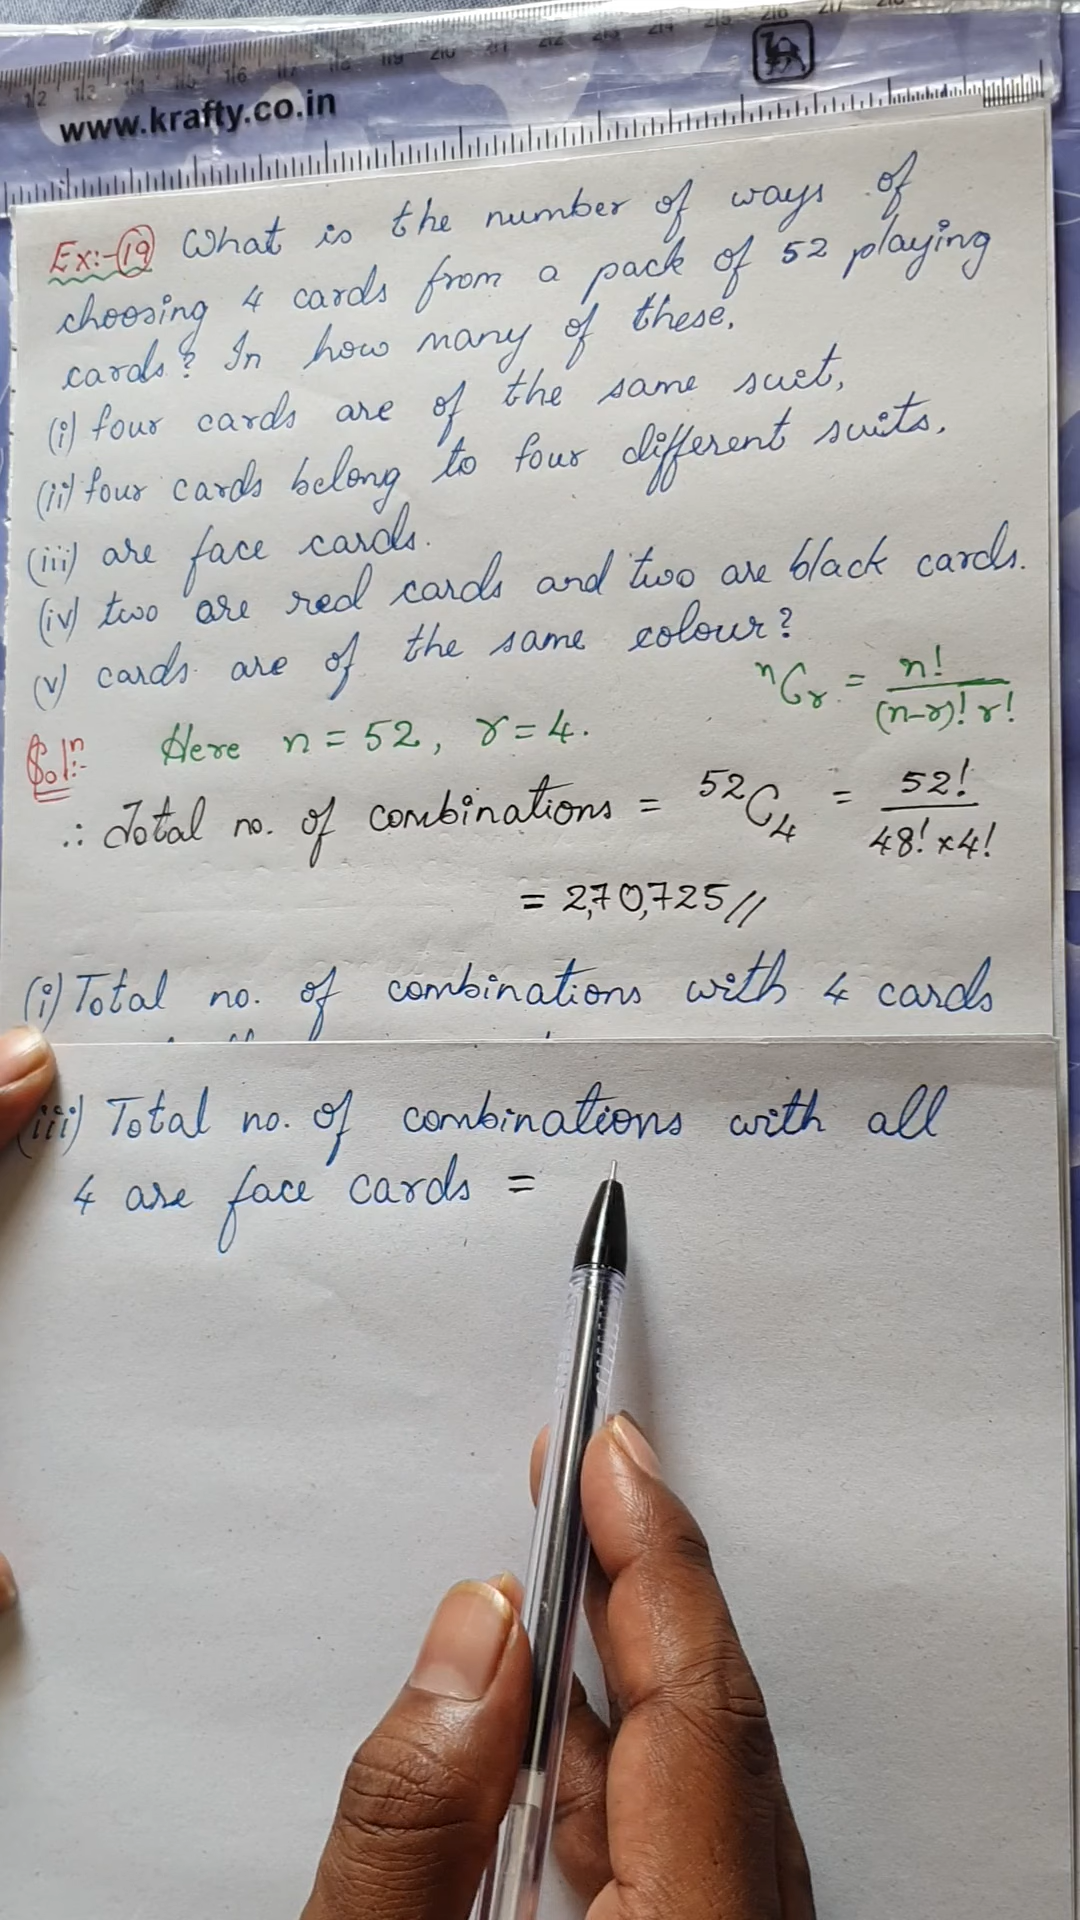 www.krafty.co.in
Ex:- 19 What is the number of ways of
choosing 4 cards from a pack of 52 playing
cards? In how many of these,
(i) four cards are of the same suit,
(ii) four cards belong to four different suits,
(iii) are face cards.
(iv) two are red cards and two are black cards.
(v) cards are of the same colour?
ⁿCᵣ = n! / (n-r)! r!
Solⁿ:- Here n = 52, r = 4.
∴ Total no. of combinations = ⁵²C₄ = 52! / 48! × 4!
= 2,70,725 //
(i) Total no. of combinations with 4 cards
(iii) Total no. of combinations with all
4 are face cards =